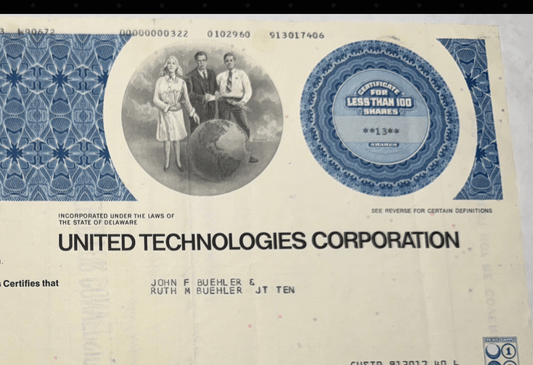 00000000322 0102960 913017406
CERTIFICATE
FOR
LESS THAN 100
SHARES
**13**
SHARES
INCORPORATED UNDER THE LAWS OF
THE STATE OF DELAWARE
SEE REVERSE FOR CERTAIN DEFINITIONS
UNITED TECHNOLOGIES CORPORATION
Certifies that
JOHN F BUEHLER &
RUTH M BUEHLER JT TEN